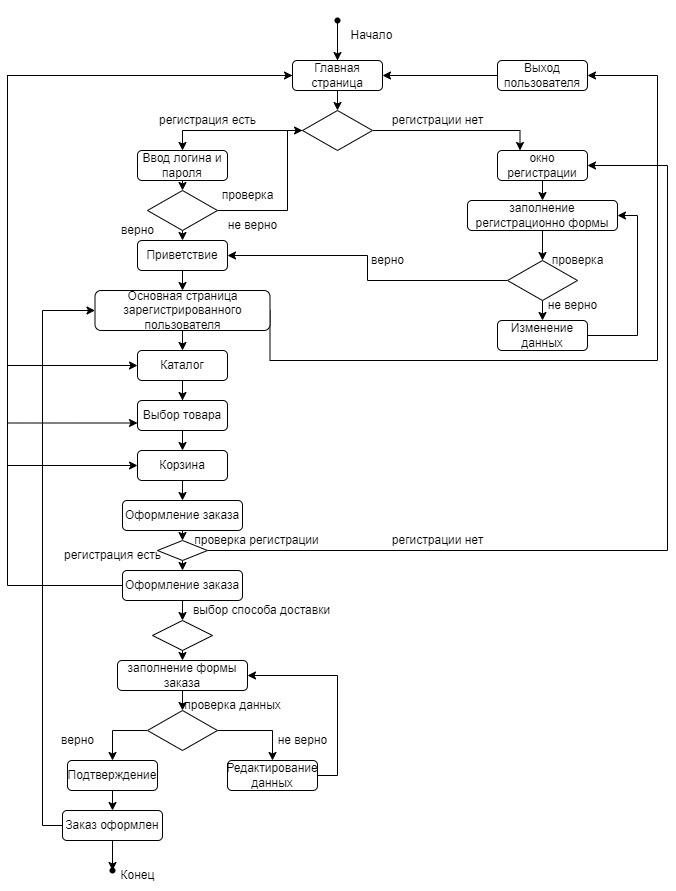 Начало
Главная
страница
Выход
пользователя
регистрация есть
регистрации нет
Ввод логина и
пароля
окно
регистрации
проверка
заполнение
регистрационно формы
верно
не верно
Приветствие
верно
проверка
не верно
Основная страница
зарегистрированного
пользователя
Изменение
данных
Каталог
Выбор товара
Корзина
Оформление заказа
проверка регистрации
регистрации нет
регистрация есть
Оформление заказа
выбор способа доставки
заполнение формы
заказа
проверка данных
верно
не верно
Подтверждение
Редактирование
данных
Заказ оформлен
Конец